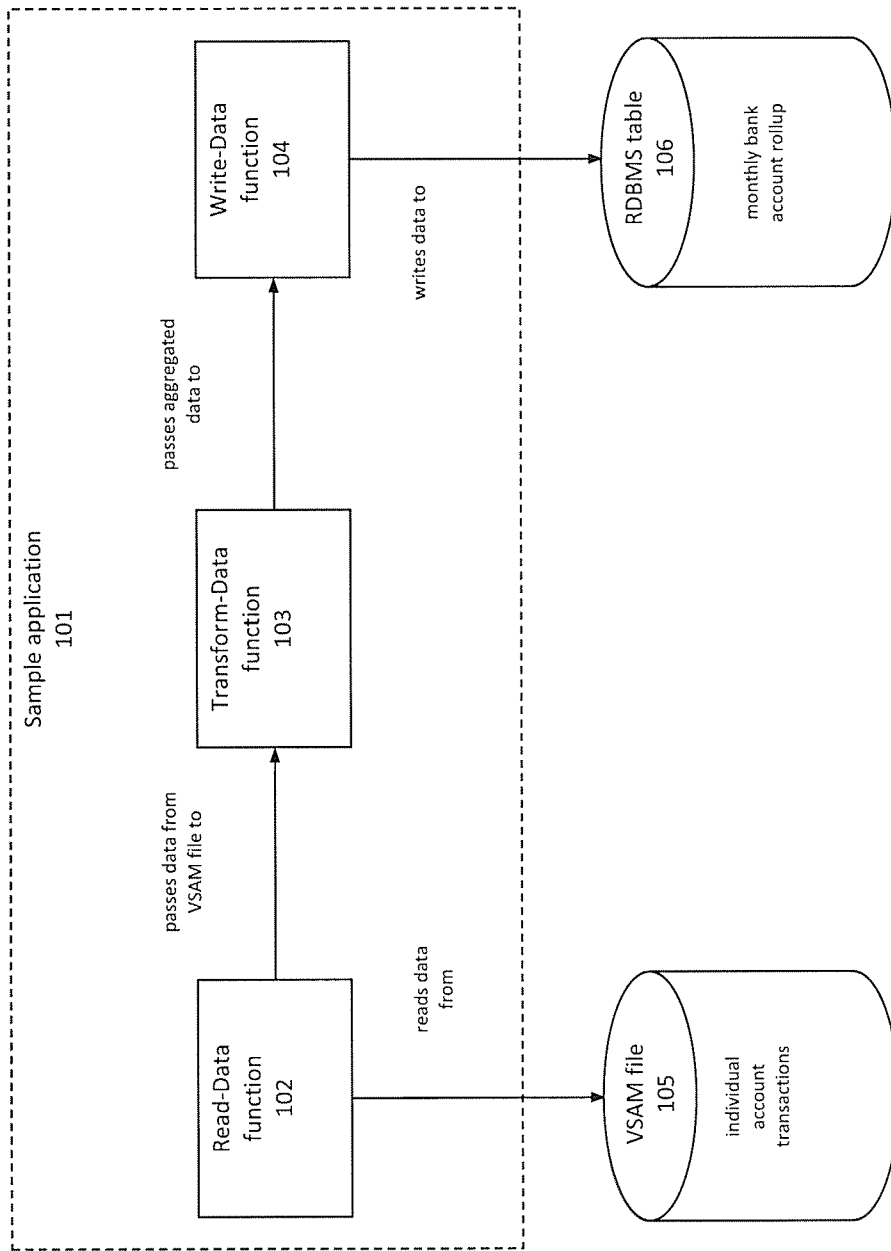 Sample application
101
Read-Data
function
102
passes data from
VSAM file to
Transform-Data
function
103
passes aggregated
data to
Write-Data
function
104
reads data
from
writes data to
VSAM file
105
individual
account
transactions
RDBMS table
106
monthly bank
account rollup